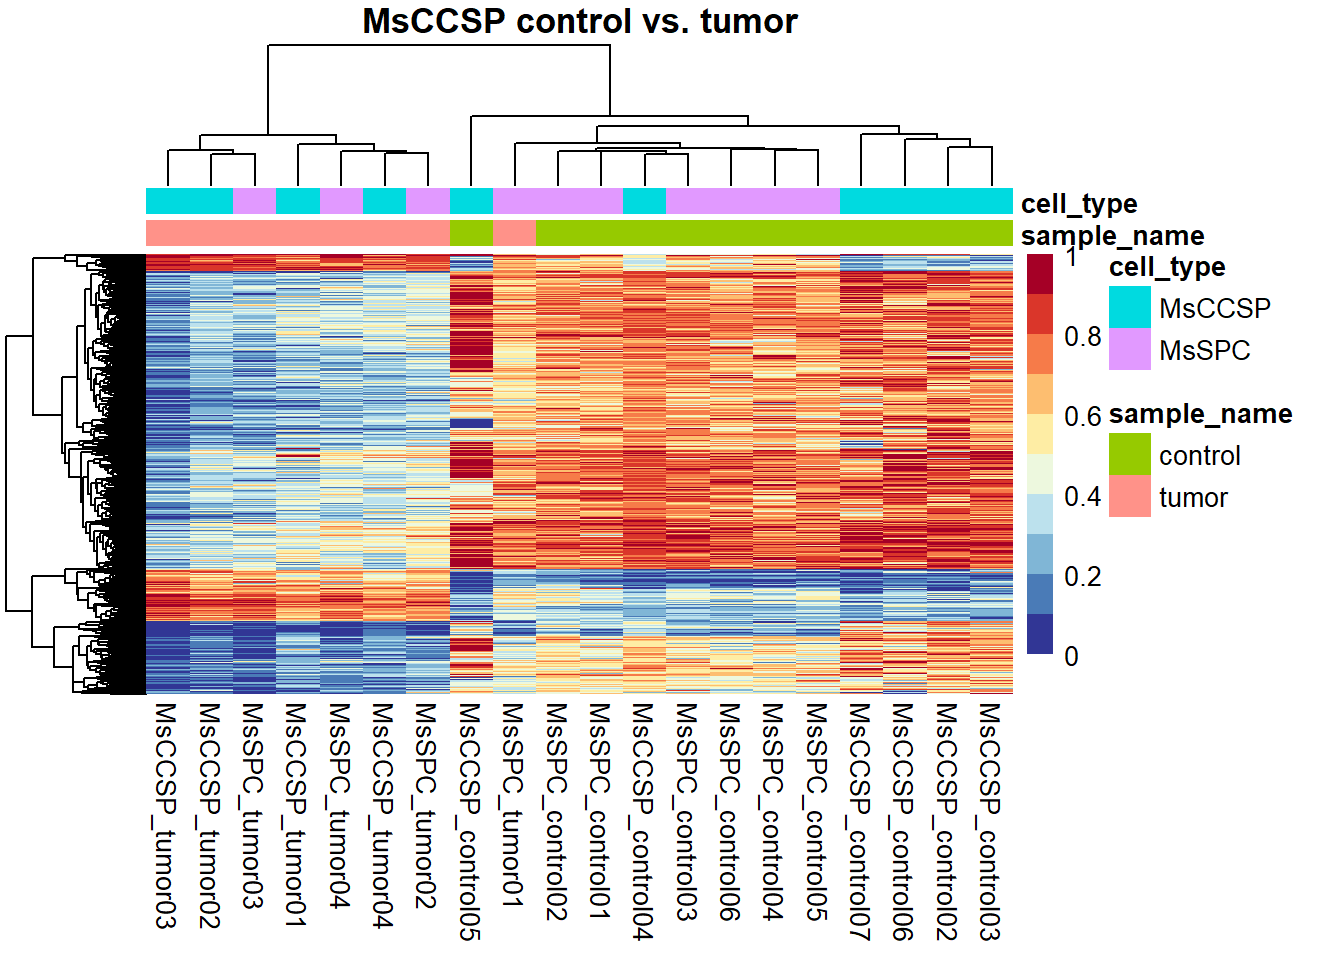 MsCCSP control vs. tumor
cell_type
sample_name
1
0.8
0.6
0.4
0.2
0
cell_type
MsCCSP
MsSPC
sample_name
control
tumor
MsCCSP_tumor03
MsCCSP_tumor02
MsSPC_tumor03
MsCCSP_tumor01
MsSPC_tumor04
MsCCSP_tumor04
MsSPC_tumor02
MsCCSP_control05
MsSPC_tumor01
MsSPC_control02
MsSPC_control01
MsCCSP_control04
MsSPC_control03
MsSPC_control06
MsSPC_control04
MsSPC_control05
MsCCSP_control07
MsCCSP_control06
MsCCSP_control02
MsCCSP_control03